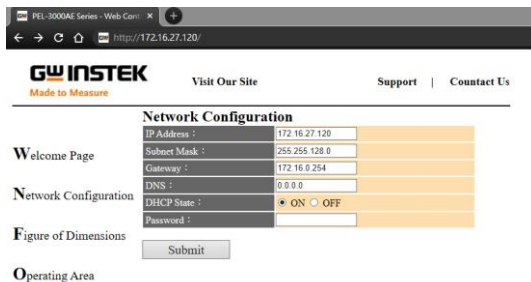 PEL-3000AE Series - Web Cont
http://172.16.27.120/
GW INSTEK
Made to Measure
Visit Our Site
Support | Countact Us
Network Configuration
IP Address : 172.16.27.120
Subnet Mask : 255.255.128.0
Gateway : 172.16.0.254
DNS : 0.0.0.0
DHCP State : ON OFF
Password :
Submit
Welcome Page
Network Configuration
Figure of Dimensions
Operating Area